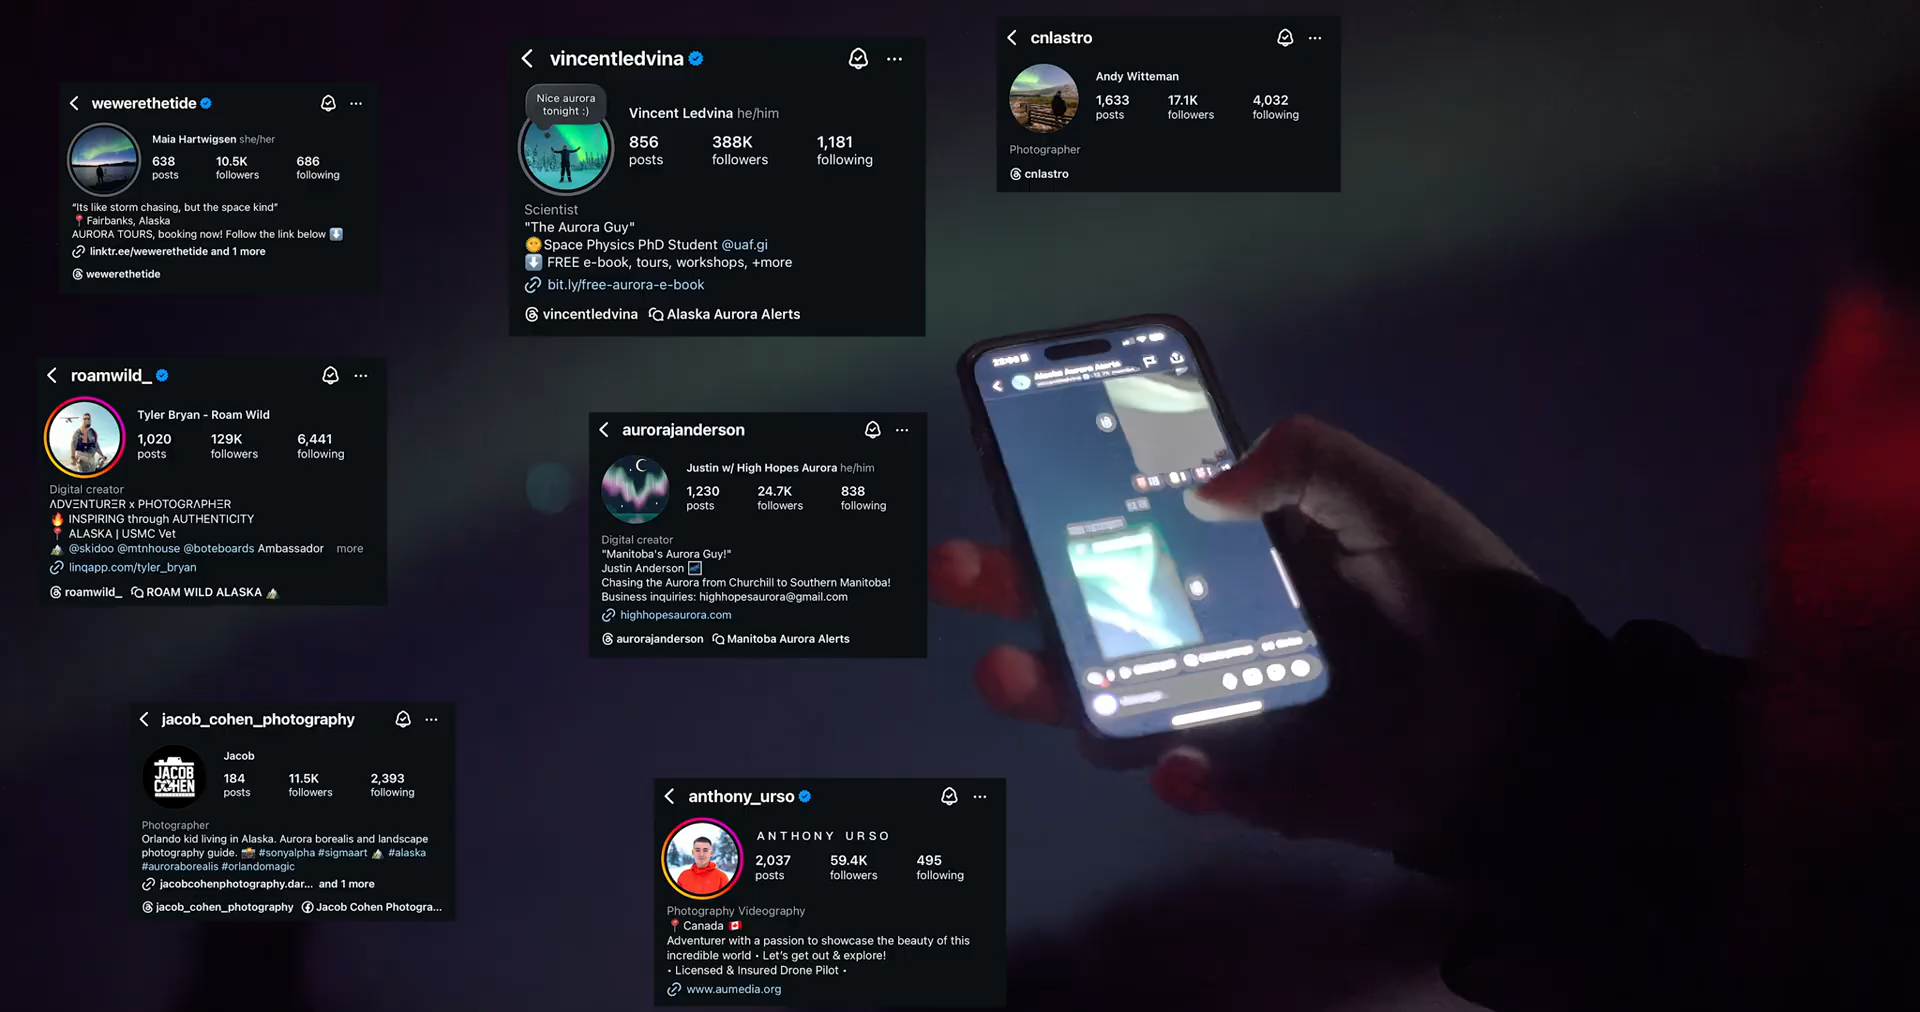 wewerethetide
Maia Hartwigsen she/her
638 10.5K 686
posts followers following
“Its like storm chasing, but the space kind”
📍 Fairbanks, Alaska
AURORA TOURS, booking now! Follow the link below ⬇️
linktr.ee/wewerethetide and 1 more
wewerethetide
vincentledvina
Nice aurora
tonight :)
Vincent Ledvina he/him
856 388K 1,181
posts followers following
Scientist
"The Aurora Guy"
🌞Space Physics PhD Student @uaf.gi
⬇️ FREE e-book, tours, workshops, +more
bit.ly/free-aurora-e-book
vincentledvina Alaska Aurora Alerts
cnlastro
Andy Witteman
1,633 17.1K 4,032
posts followers following
Photographer
cnlastro
roamwild_
Tyler Bryan - Roam Wild
1,020 129K 6,441
posts followers following
Digital creator
ΛDVΞNTURΞR x PHOTOGRΛPHΞR
🔥 INSPIRING through AUTHENTICITY
📍 ALASKA | USMC Vet
🏔️ @skidoo @mtnhouse @boteboards Ambassador more
linqapp.com/tyler_bryan
roamwild_ ROAM WILD ALASKA 🏔️
aurorajanderson
Justin w/ High Hopes Aurora he/him
1,230 24.7K 838
posts followers following
Digital creator
"Manitoba's Aurora Guy!"
Justin Anderson 🌌
Chasing the Aurora from Churchill to Southern Manitoba!
Business inquiries: highhopesaurora@gmail.com
highhopesaurora.com
aurorajanderson Manitoba Aurora Alerts
Alaska Aurora Alerts
jacob_cohen_photography
JACOB
COHEN
Jacob
184 11.5K 2,393
posts followers following
Photographer
Orlando kid living in Alaska. Aurora borealis and landscape
photography guide. 📸 #sonyalpha #sigmaart 🏔️ #alaska
#auroraborealis #orlandomagic
jacobcohenphotography.dar... and 1 more
jacob_cohen_photography Jacob Cohen Photogra...
anthony_urso
ANTHONY URSO
2,037 59.4K 495
posts followers following
Photography Videography
📍 Canada 🇨🇦
Adventurer with a passion to showcase the beauty of this
incredible world • Let's get out & explore!
• Licensed & Insured Drone Pilot •
www.aumedia.org